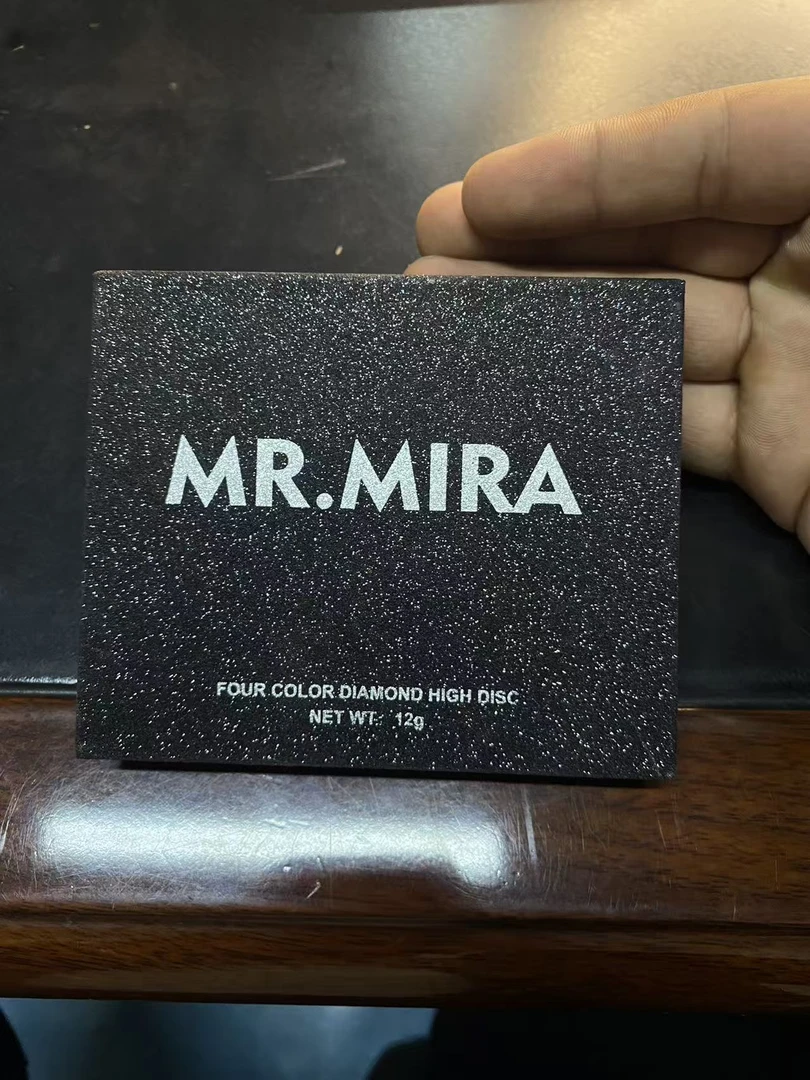 MR.MIRA
FOUR COLOR DIAMOND HIGH DISC
NET WT: 12g